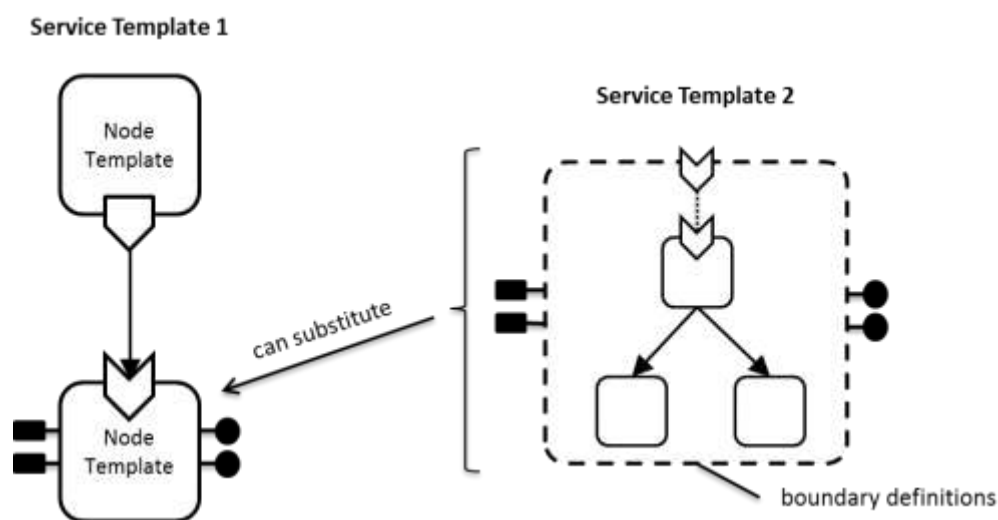 Service Template 1
Node
Template
Service Template 2
can substitute
Node
Template
boundary definitions